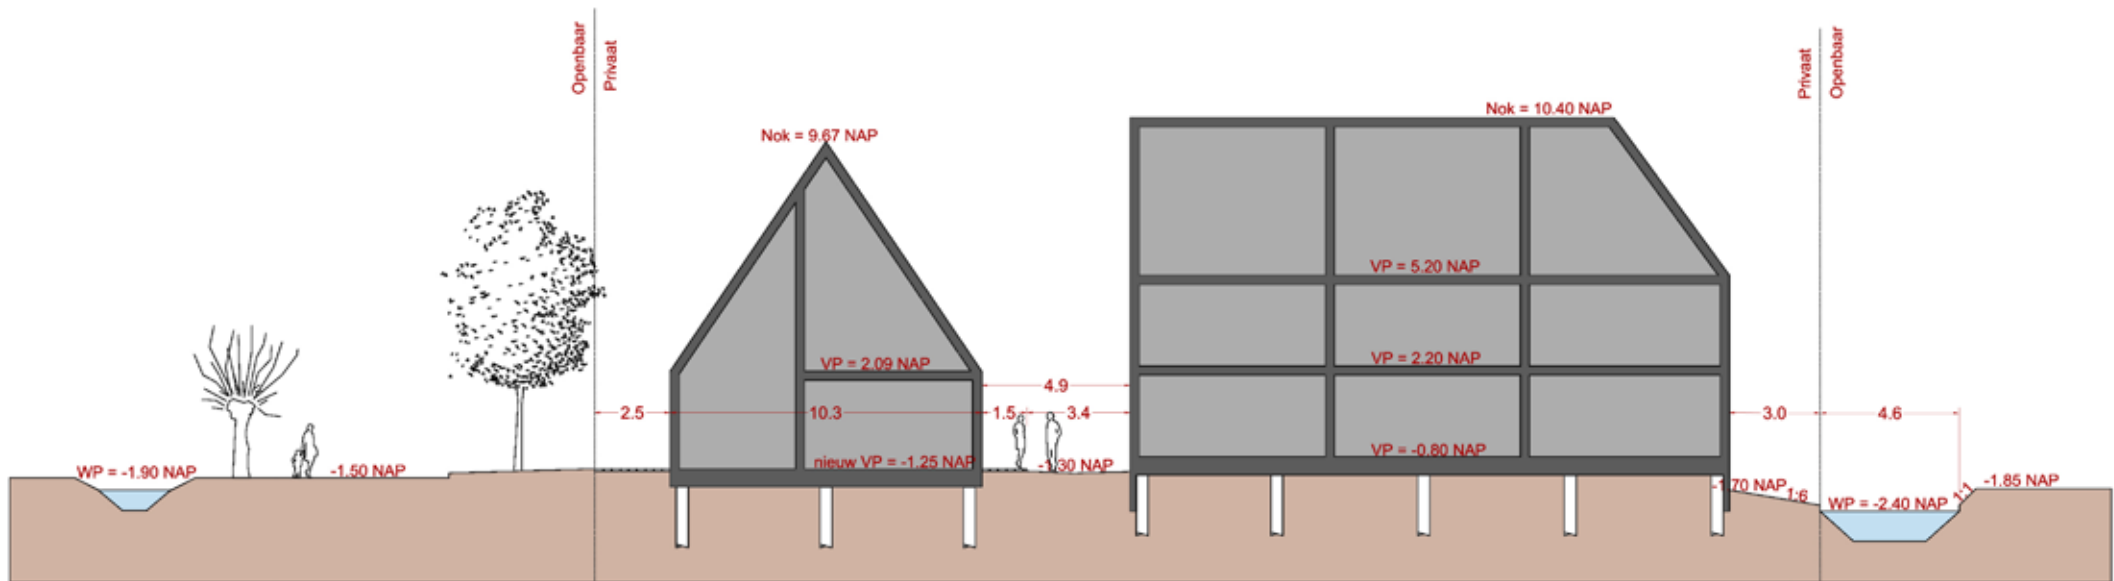 Openbaar
Privaat
Privaat
Openbaar
Nok = 9.67 NAP
Nok = 10.40 NAP
VP = 5.20 NAP
VP = 2.09 NAP
VP = 2.20 NAP
4.9
2.5
10.3
1.5
3.4
3.0
4.6
VP = -0.80 NAP
nieuw VP = -1.25 NAP
-1.30 NAP
WP = -1.90 NAP
-1.50 NAP
-1.70 NAP
1:6
WP = -2.40 NAP
1:1
-1.85 NAP